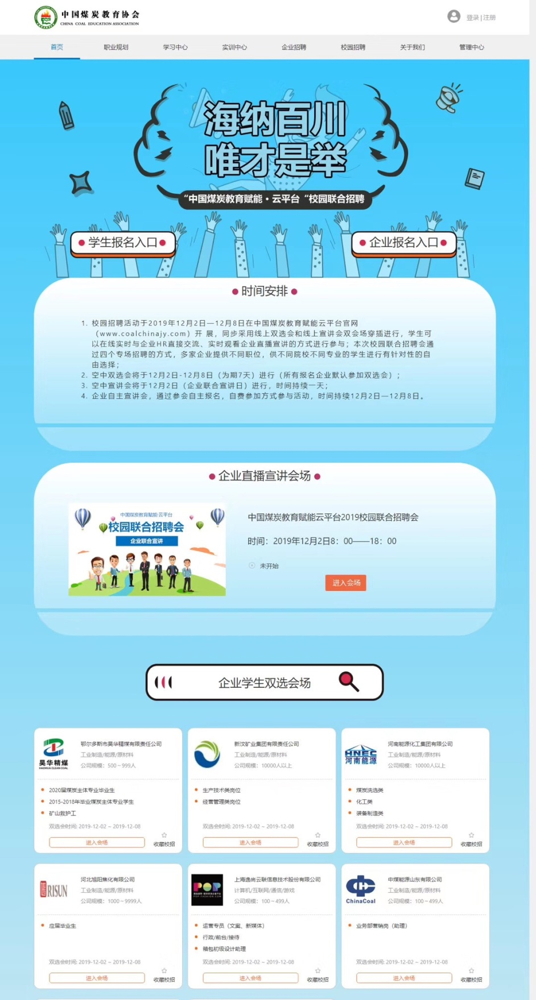 中国煤炭教育协会
CHINA COAL EDUCATION ASSOCIATION
登录 | 注册
首页 职业规划 学习中心 实训中心 企业招聘 校园招聘 关于我们 管理中心
海纳百川
唯才是举
“中国煤炭教育赋能·云平台“校园联合招聘
学生报名入口 企业报名入口
时间安排
1. 校园招聘活动于2019年12月2日—12月8日在中国煤炭教育赋能云平台官网
（www.coalchinajy.com）开 展，同步采用线上双选会和线上宣讲会双会场穿插进行，学生可
以在线实时与企业HR直接交流、实时观看企业直播宣讲的方式进行参与；本次校园联合招聘会通
过四个专场招聘的方式，多家企业提供不同职位，供不同院校不同专业的学生进行有针对性的自
由选择；
2. 空中双选会将于12月2日-12月8日（为期7天）进行（所有报名企业默认参加双选会）；
3. 空中宣讲会将于12月2日（企业联合宣讲日）进行，时间持续一天；
4. 企业自主宣讲会，通过参会自主报名，自费参加方式参与活动，时间持续12月2日—12月8日。
企业直播宣讲会场
中国煤炭教育赋能·云平台
校园联合招聘会
企业联合宣讲
中国煤炭教育赋能云平台2019校园联合招聘会
时间：2019年12月2日8：00——18：00
未开始
进入会场
企业学生双选会场
昊华精煤
HAOHUA CLEAN COAL
鄂尔多斯市昊华精煤有限责任公司
工业制造/能源/原材料
公司规模：500～999人
2020届煤炭主体专业毕业生
2015-2018年毕业煤炭主体专业学生
矿山救护工
双选会时间: 2019-12-02 ~ 2019-12-08
进入会场
收藏校招
新汶矿业集团有限责任公司
工业制造/能源/原材料
公司规模：10000人以上
生产技术类岗位
经营管理类岗位
双选会时间: 2019-12-02 ~ 2019-12-08
进入会场
收藏校招
HNEC
河南能源
河南能源化工集团有限公司
工业制造/能源/原材料
公司规模：10000人以上
煤炭洗选类
化工类
装备制造类
双选会时间: 2019-12-02 ~ 2019-12-08
进入会场
收藏校招
RISUN
河北旭阳焦化有限公司
工业制造/能源/原材料
公司规模：1000～9999人
应届毕业生
双选会时间: 2019-12-02 ~ 2019-12-08
进入会场
收藏校招
POP
POP-FASHION.COM
上海逸尚云联信息技术股份有限公司
计算机/互联网/通信/游戏
公司规模：100～499人
运营专员（文案、新媒体）
行政/前台/接待
箱包初级设计助理
双选会时间: 2019-12-02 ~ 2019-12-08
进入会场
收藏校招
ChinaCoal
中煤能源山东有限公司
工业制造/能源/原材料
公司规模：100～499人
业务部营销岗（助理）
双选会时间: 2019-12-02 ~ 2019-12-08
进入会场
收藏校招